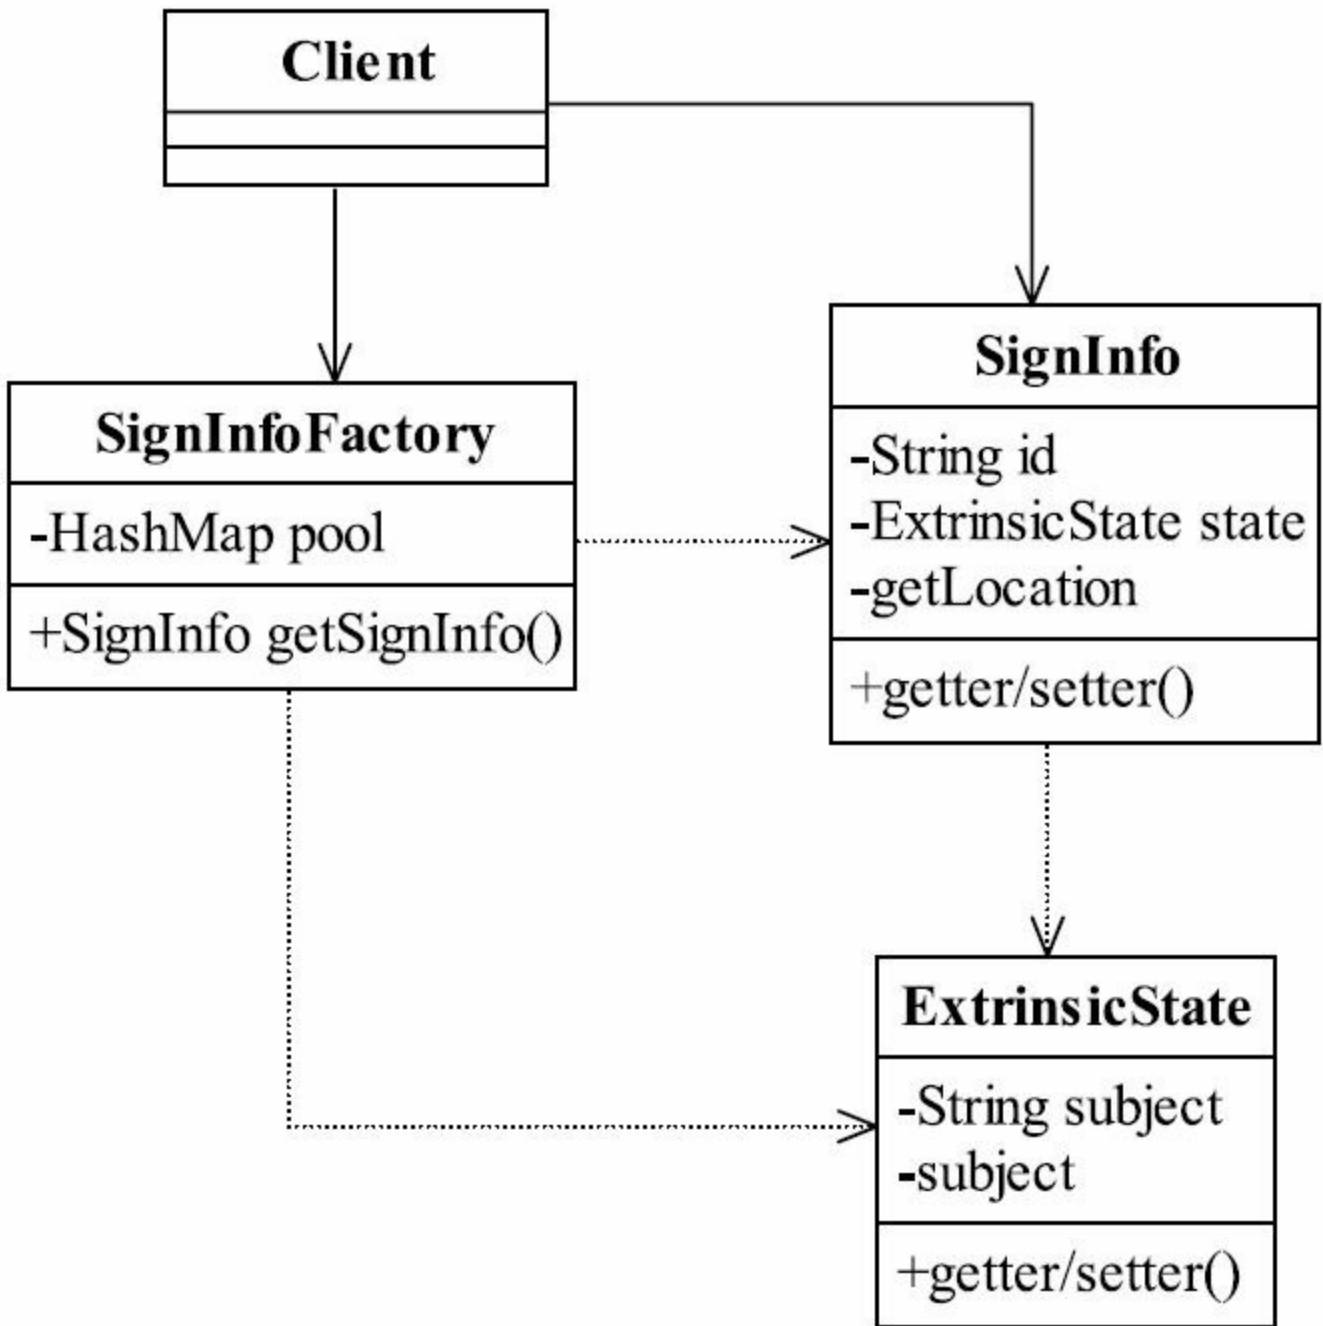 Client
SignInfoFactory
-HashMap pool
+SignInfo getSignInfo()
SignInfo
-String id
-ExtrinsicState state
-getLocation
+getter/setter()
ExtrinsicState
-String subject
-subject
+getter/setter()